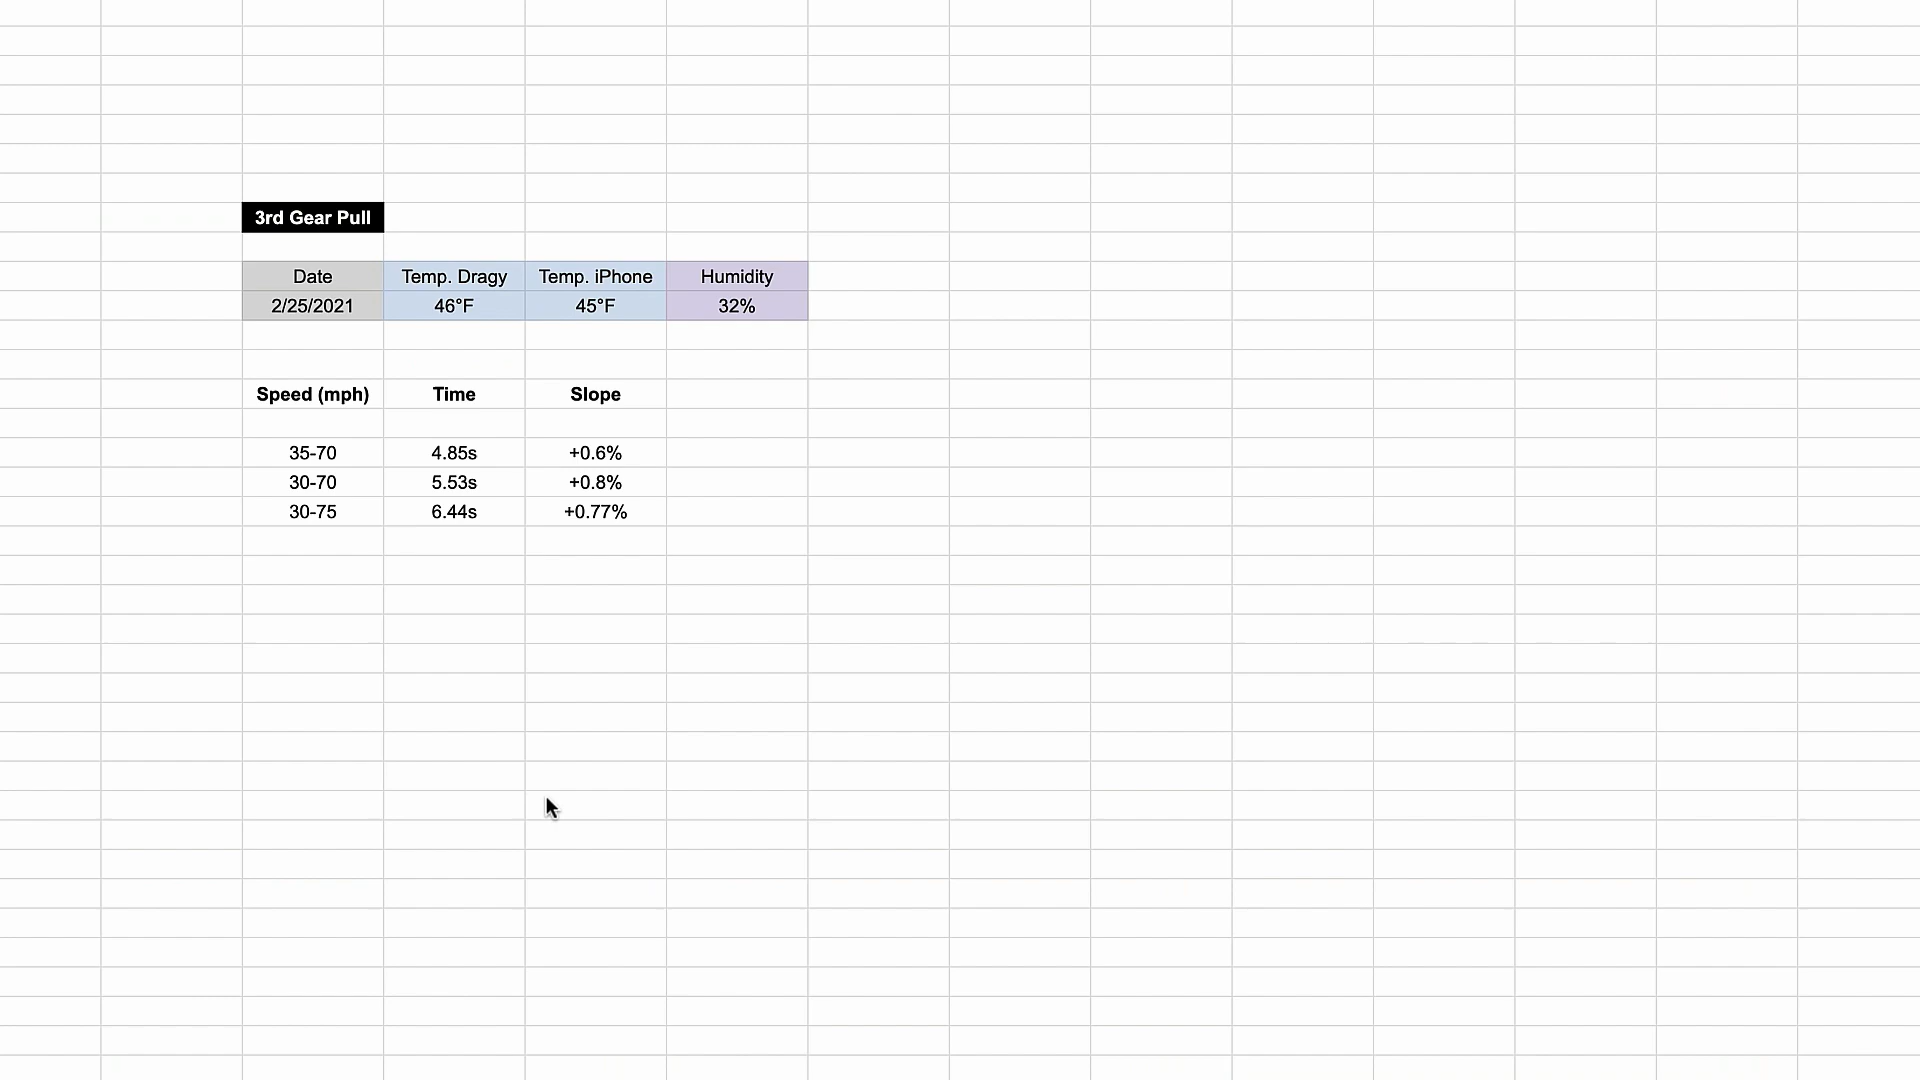 3rd Gear Pull
Date Temp. Dragy Temp. iPhone Humidity
2/25/2021 46°F 45°F 32%
Speed (mph) Time Slope
35-70 4.85s +0.6%
30-70 5.53s +0.8%
30-75 6.44s +0.77%